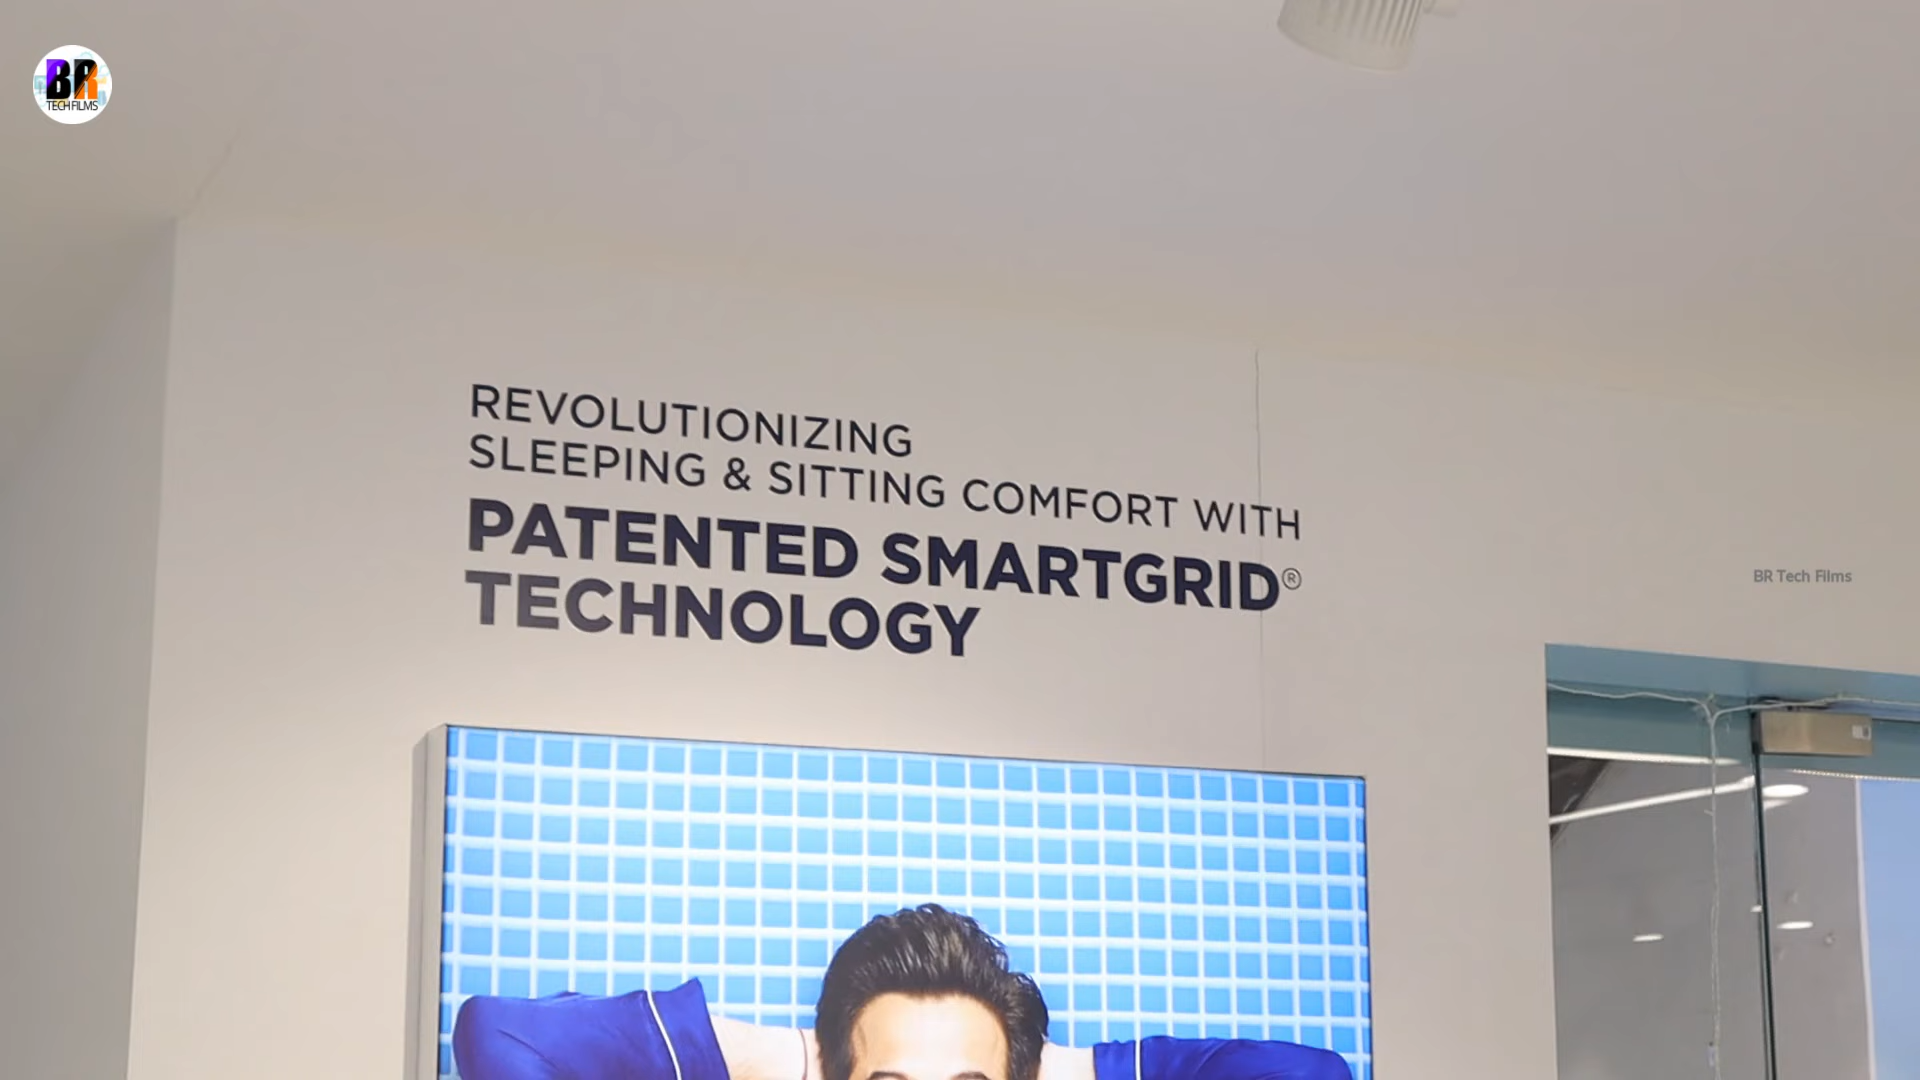 BR
TECH FILMS
REVOLUTIONIZING
SLEEPING & SITTING COMFORT WITH
PATENTED SMARTGRID®
TECHNOLOGY
BR Tech Films